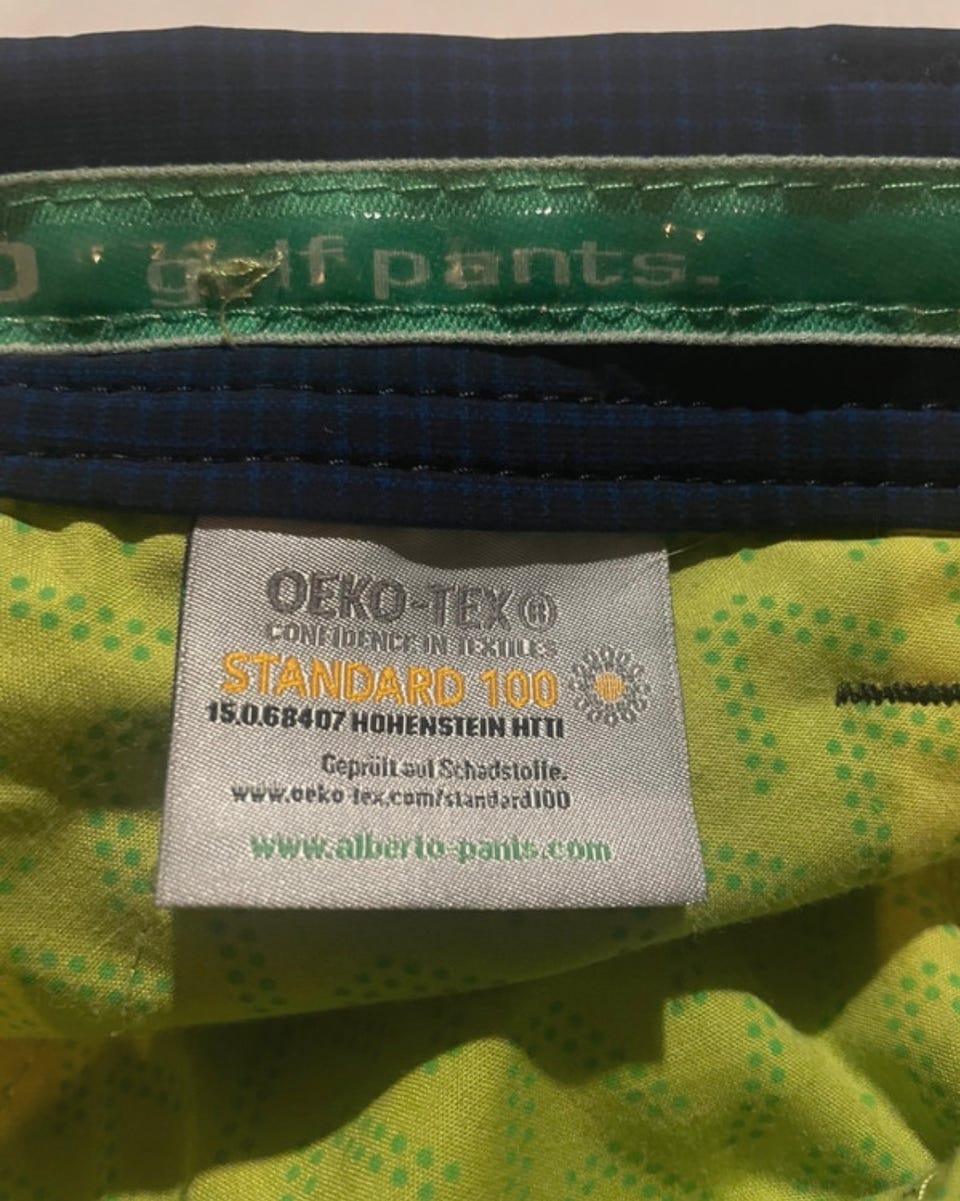 O golf pants.
OEKO-TEX®
CONFIDENCE IN TEXTILES
STANDARD 100
15.0.68407 HOHENSTEIN HTTI
Geprüft auf Schadstoffe.
www.oeko-tex.com/standard100
www.alberto-pants.com